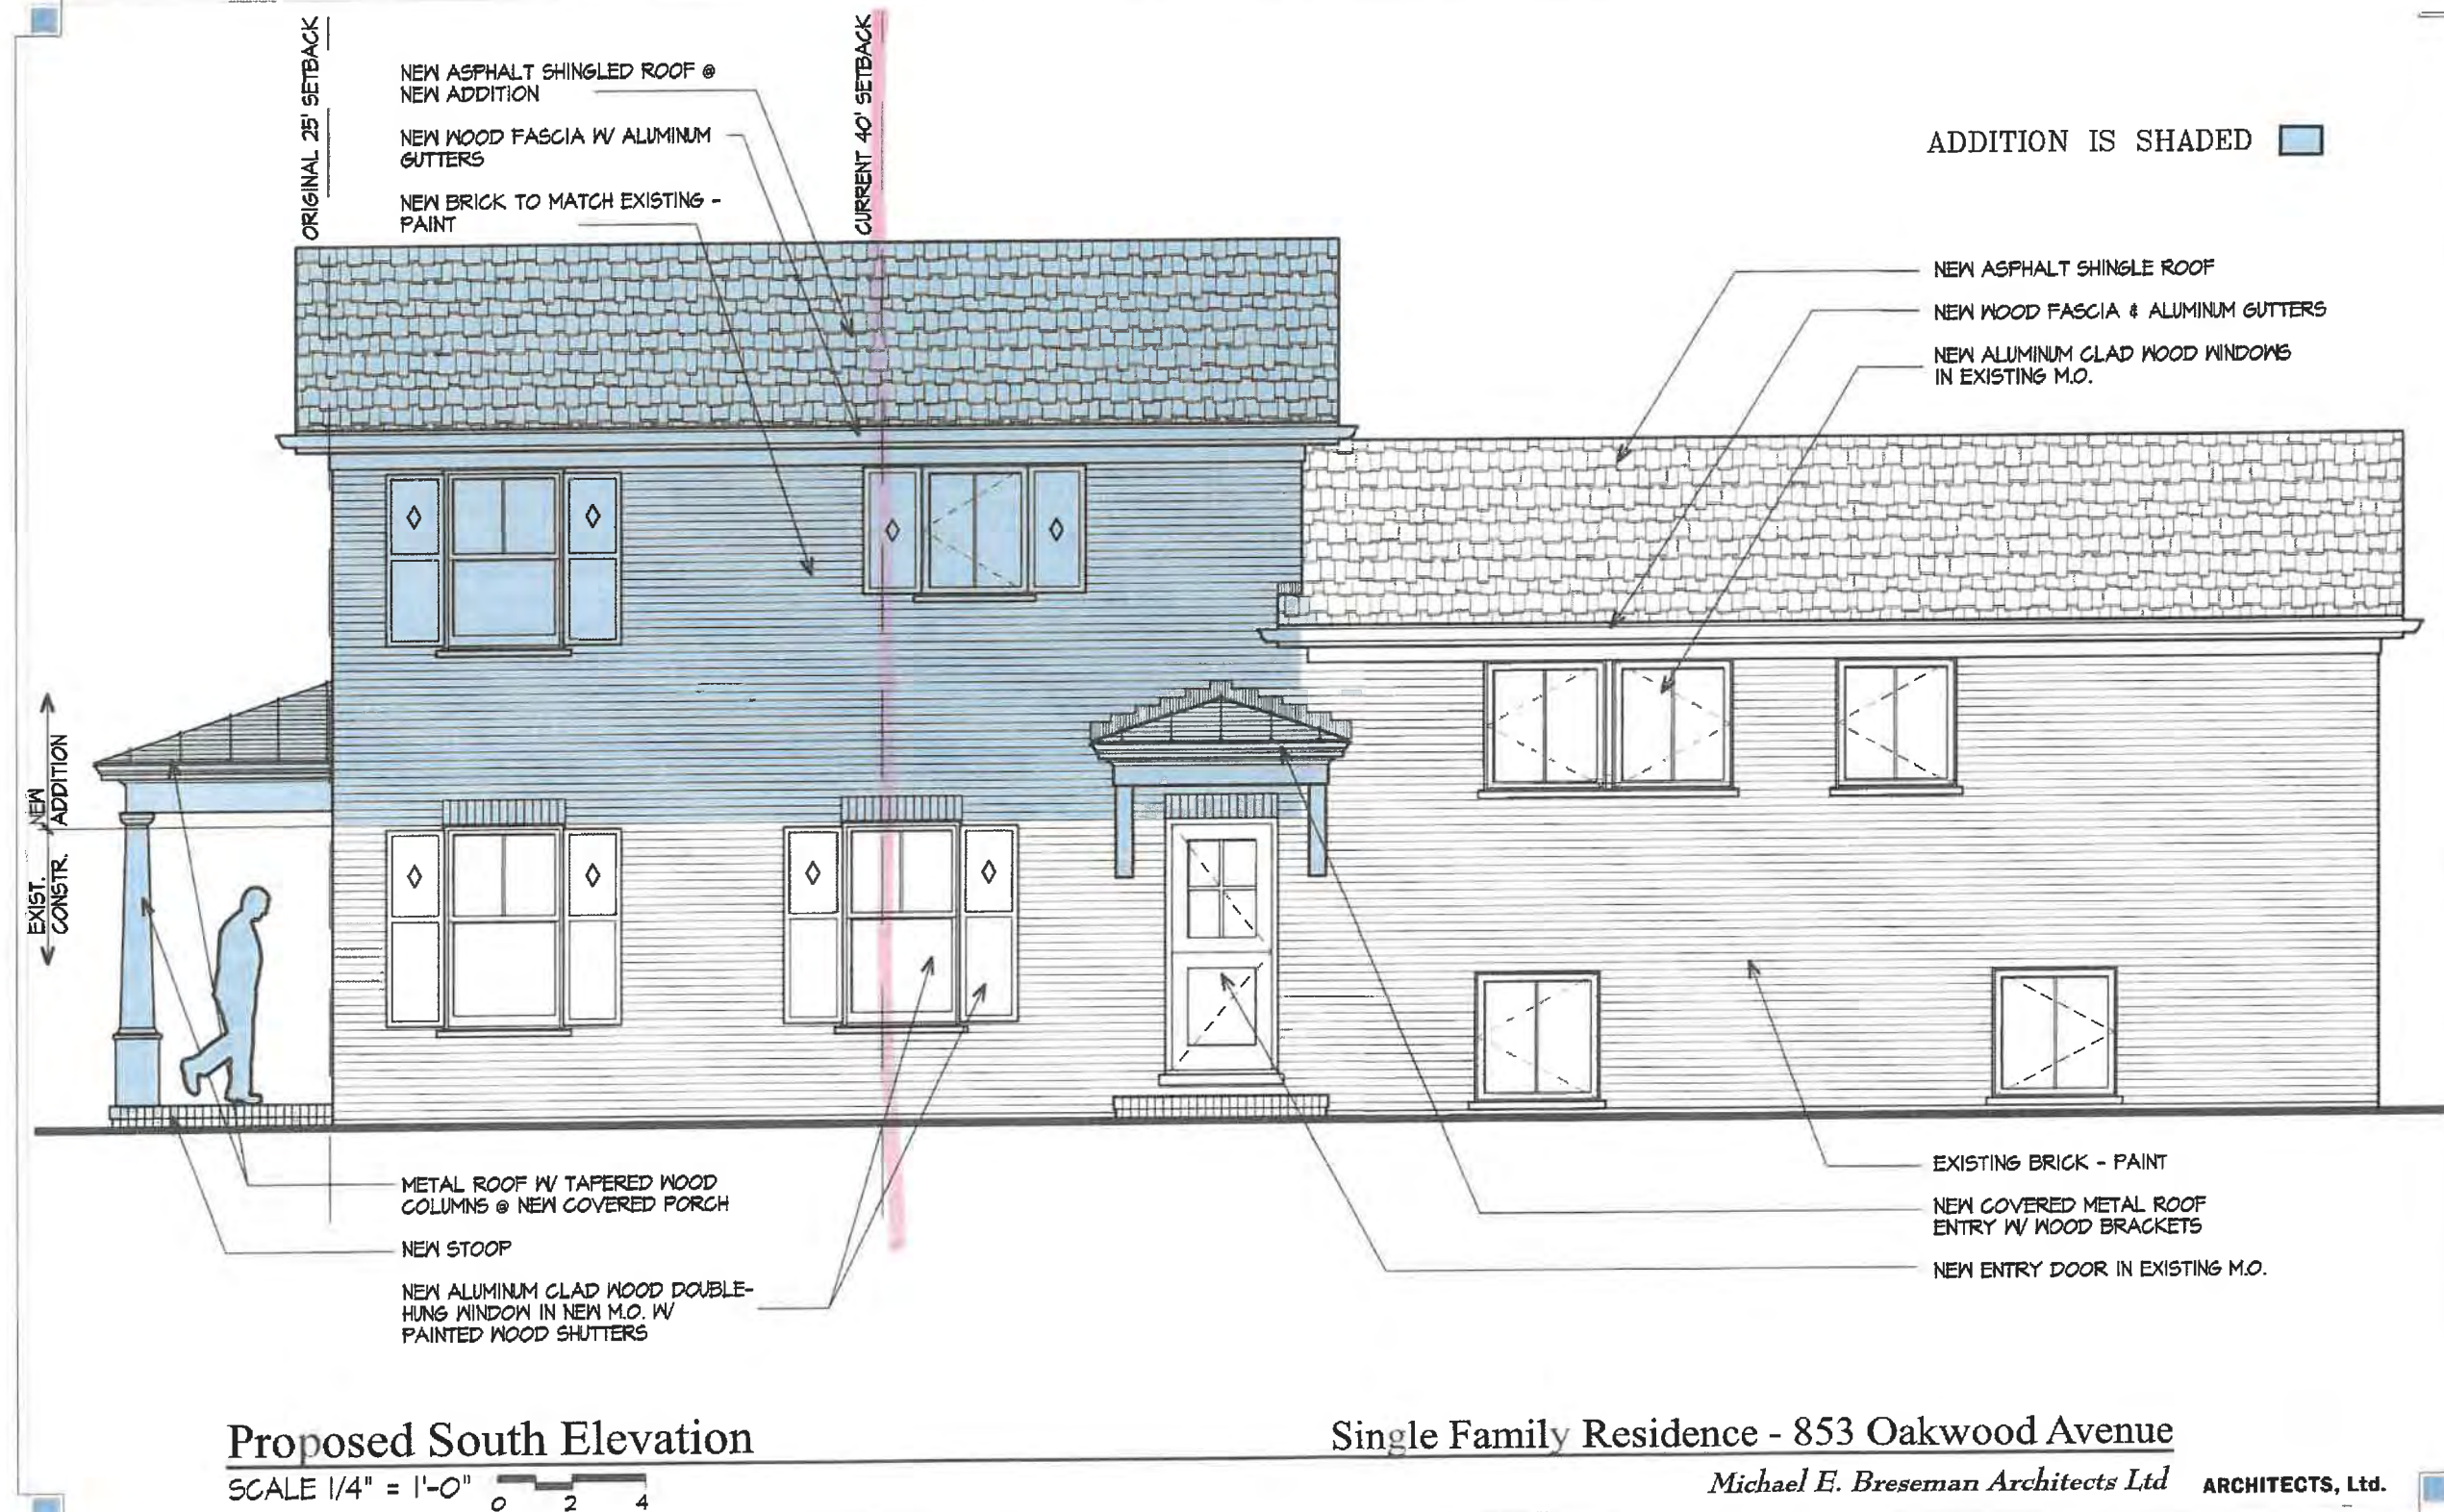 ORIGINAL 25' SETBACK
CURRENT 40' SETBACK
NEW ASPHALT SHINGLED ROOF @
NEW ADDITION
NEW WOOD FASCIA W/ ALUMINUM
GUTTERS
NEW BRICK TO MATCH EXISTING -
PAINT
ADDITION IS SHADED
NEW ASPHALT SHINGLE ROOF
NEW WOOD FASCIA & ALUMINUM GUTTERS
NEW ALUMINUM CLAD WOOD WINDOWS
IN EXISTING M.O.
NEW
ADDITION
EXIST.
CONSTR.
METAL ROOF W/ TAPERED WOOD
COLUMNS @ NEW COVERED PORCH
NEW STOOP
NEW ALUMINUM CLAD WOOD DOUBLE-
HUNG WINDOW IN NEW M.O. W/
PAINTED WOOD SHUTTERS
EXISTING BRICK - PAINT
NEW COVERED METAL ROOF
ENTRY W/ WOOD BRACKETS
NEW ENTRY DOOR IN EXISTING M.O.
Proposed South Elevation
SCALE 1/4" = 1'-0"
0 2 4
Single Family Residence - 853 Oakwood Avenue
Michael E. Breseman Architects Ltd
ARCHITECTS, Ltd.